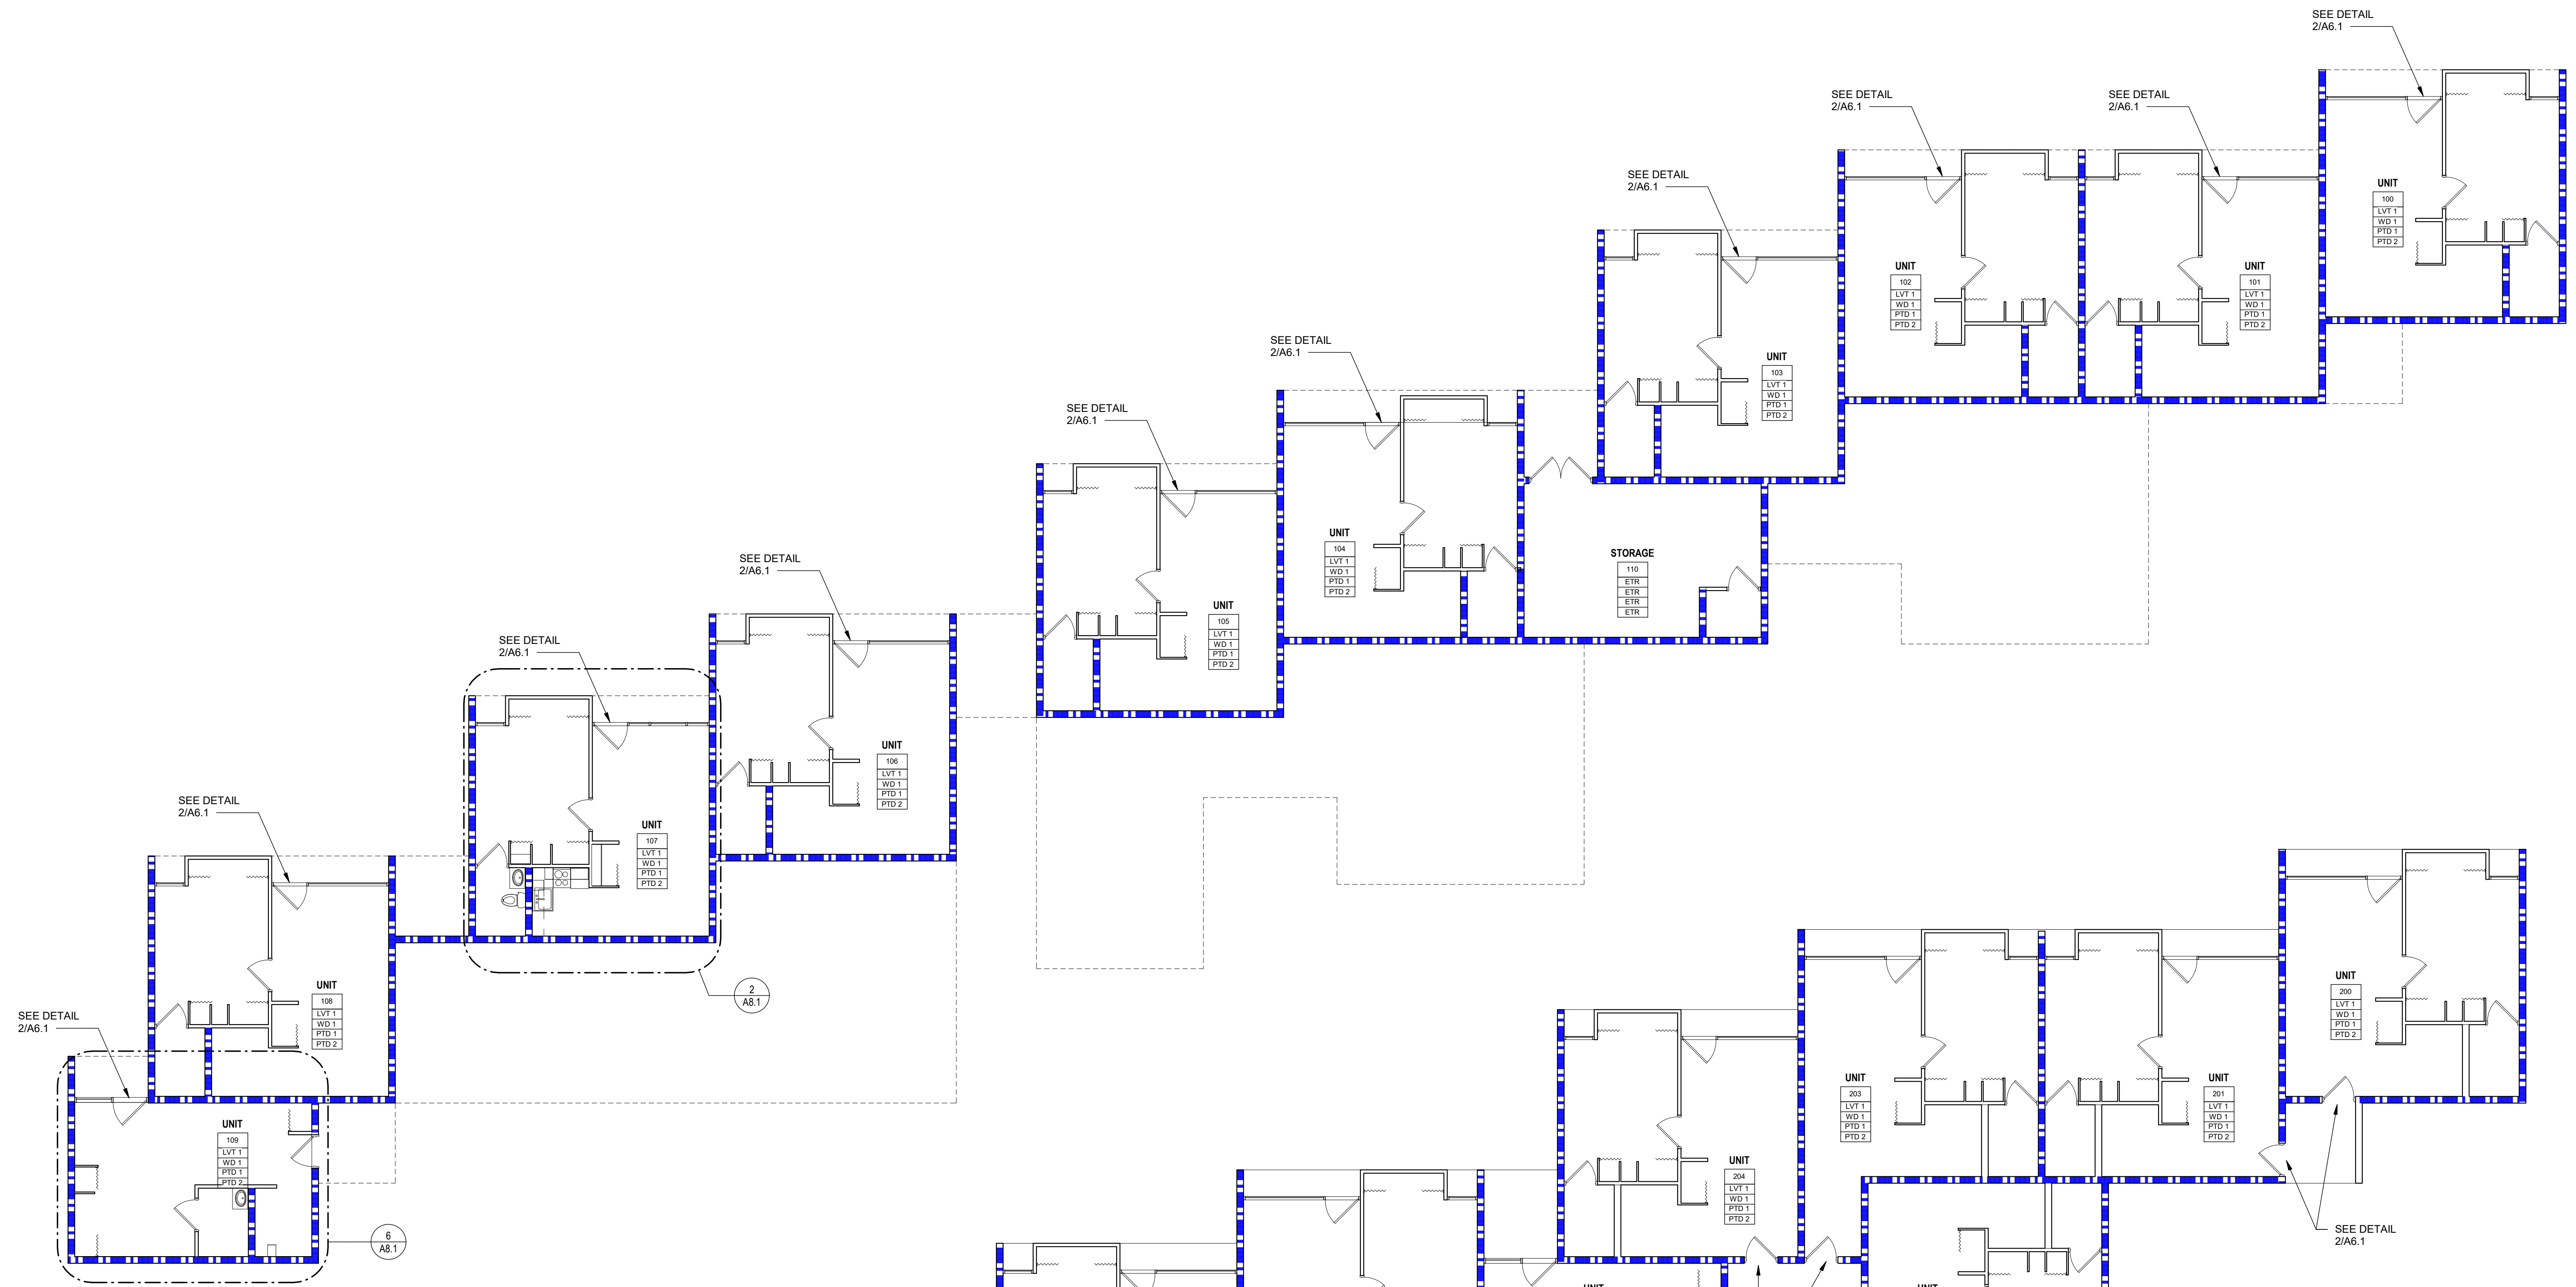 SEE DETAIL
2/A6.1
SEE DETAIL
2/A6.1
SEE DETAIL
2/A6.1
SEE DETAIL
2/A6.1
UNIT
100
LVT 1
WD 1
PTD 1
PTD 2
UNIT
101
LVT 1
WD 1
PTD 1
PTD 2
UNIT
102
LVT 1
WD 1
PTD 1
PTD 2
UNIT
103
LVT 1
WD 1
PTD 1
PTD 2
SEE DETAIL
2/A6.1
SEE DETAIL
2/A6.1
UNIT
104
LVT 1
WD 1
PTD 1
PTD 2
STORAGE
110
ETR
ETR
ETR
ETR
UNIT
105
LVT 1
WD 1
PTD 1
PTD 2
SEE DETAIL
2/A6.1
SEE DETAIL
2/A6.1
UNIT
106
LVT 1
WD 1
PTD 1
PTD 2
UNIT
107
LVT 1
WD 1
PTD 1
PTD 2
2
A8.1
SEE DETAIL
2/A6.1
UNIT
108
LVT 1
WD 1
PTD 1
PTD 2
SEE DETAIL
2/A6.1
UNIT
109
LVT 1
WD 1
PTD 1
PTD 2
6
A8.1
UNIT
200
LVT 1
WD 1
PTD 1
PTD 2
UNIT
203
LVT 1
WD 1
PTD 1
PTD 2
UNIT
201
LVT 1
WD 1
PTD 1
PTD 2
UNIT
204
LVT 1
WD 1
PTD 1
PTD 2
SEE DETAIL
2/A6.1
UNIT
UNIT